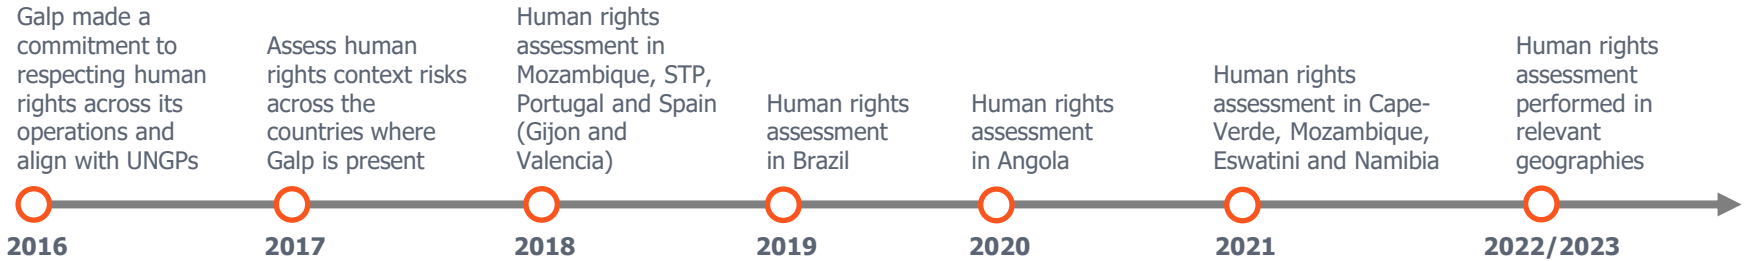 Galp made a
commitment to
respecting human
rights across its
operations and
align with UNGPs
2016
Assess human
rights context risks
across the
countries where
Galp is present
2017
Human rights
assessment in
Mozambique, STP,
Portugal and Spain
(Gijon and
Valencia)
2018
Human rights
assessment
in Brazil
2019
Human rights
assessment
in Angola
2020
Human rights
assessment in Cape-
Verde, Mozambique,
Eswatini and Namibia
2021
Human rights
assessment
performed in
relevant
geographies
2022/2023